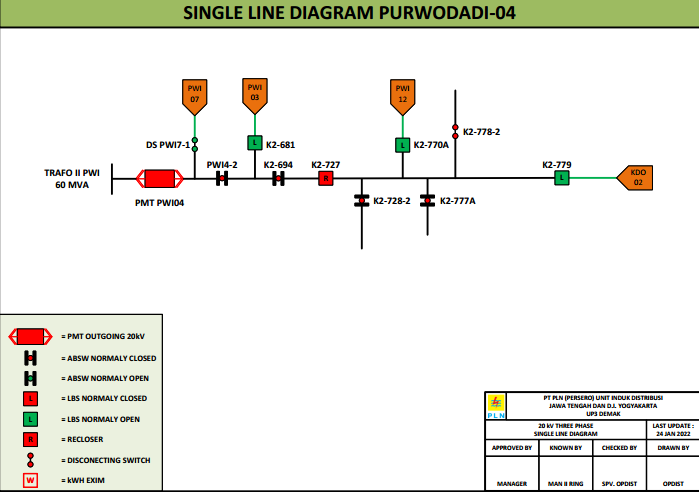 SINGLE LINE DIAGRAM PURWODADI-04
PWI
07
PWI
03
PWI
12
K2-778-2
DS PWI7-1
L
K2-681
L
K2-770A
TRAFO II PWI
60 MVA
PWI4-2
K2-694
K2-727
R
K2-779
L
KDO
02
PMT PWI04
K2-728-2
K2-777A
= PMT OUTGOING 20kV
= ABSW NORMALY CLOSED
= ABSW NORMALY OPEN
L = LBS NORMALY CLOSED
L = LBS NORMALY OPEN
R = RECLOSER
= DISCONECTING SWITCH
W = kWH EXIM
PLN
PT PLN (PERSERO) UNIT INDUK DISTRIBUSI
JAWA TENGAH DAN D.I. YOGYAKARTA
UP3 DEMAK
20 kV THREE PHASE
SINGLE LINE DIAGRAM
LAST UPDATE :
24 JAN 2022
APPROVED BY KNOWN BY CHECKED BY DRAWN BY
MANAGER MAN II RING SPV. OPDIST OPDIST